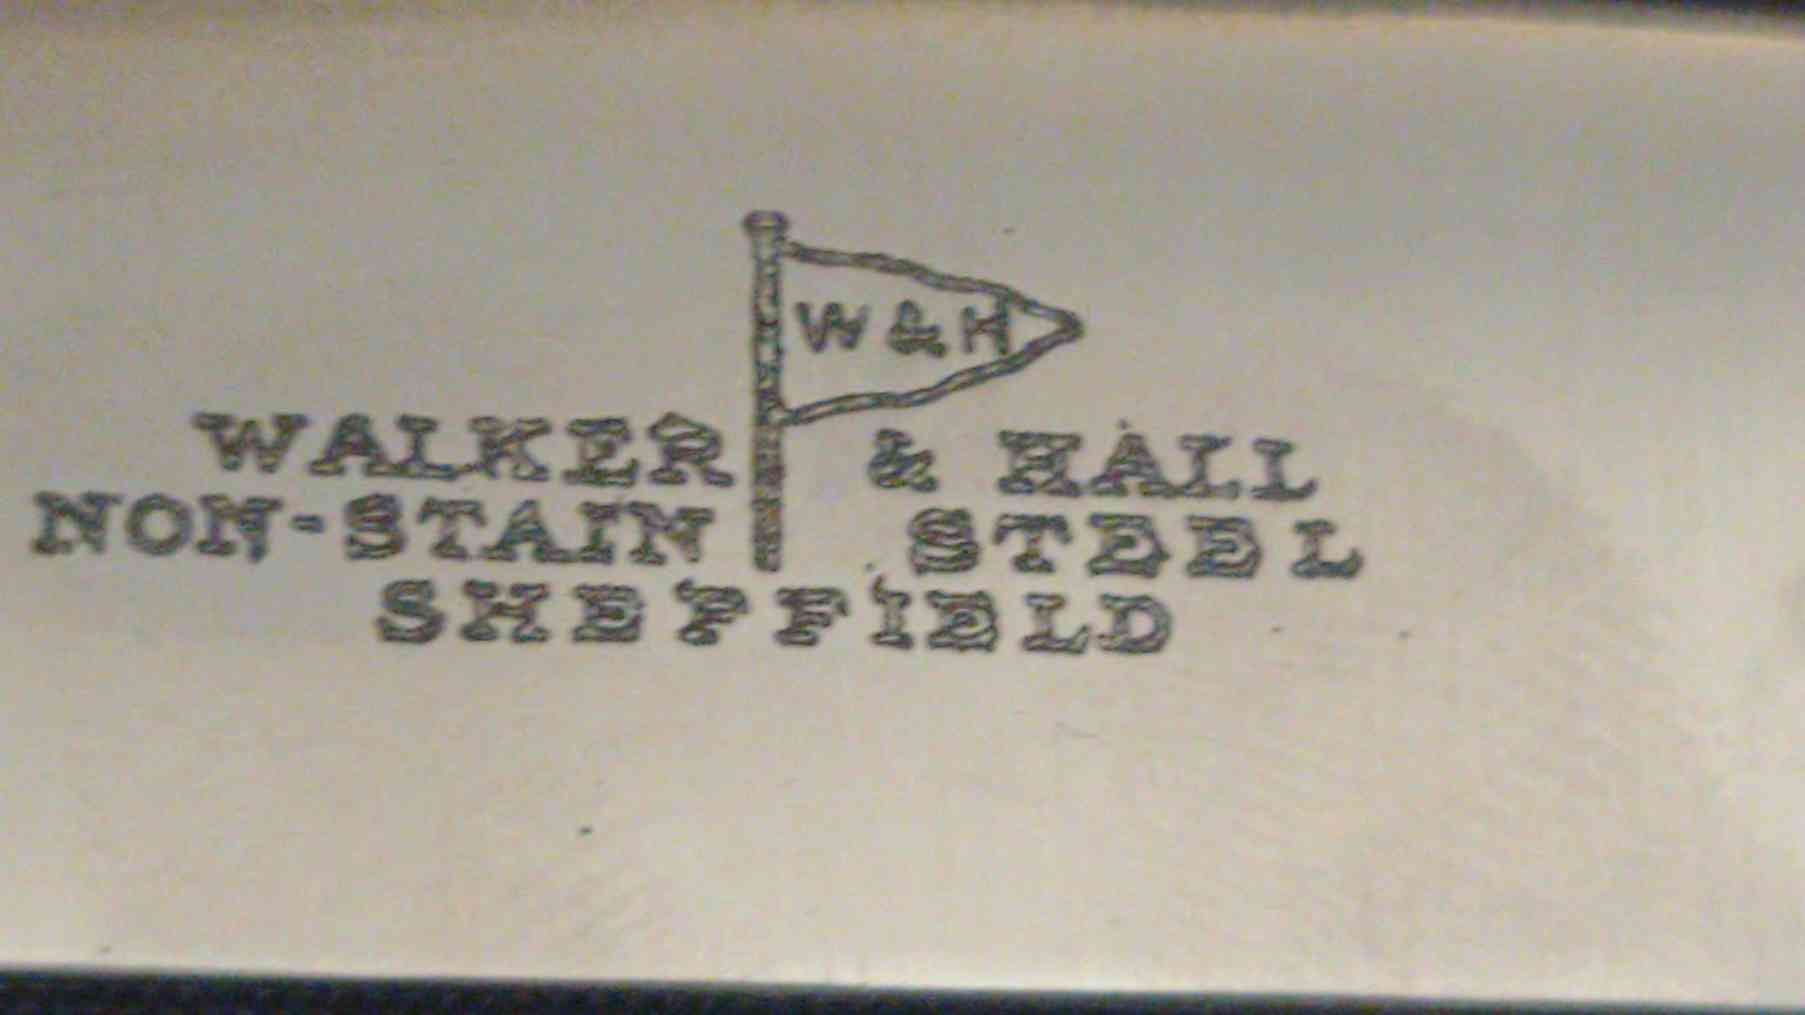 W & H
WALKER & HALL
NON-STAIN STEEL
SHEFFIELD